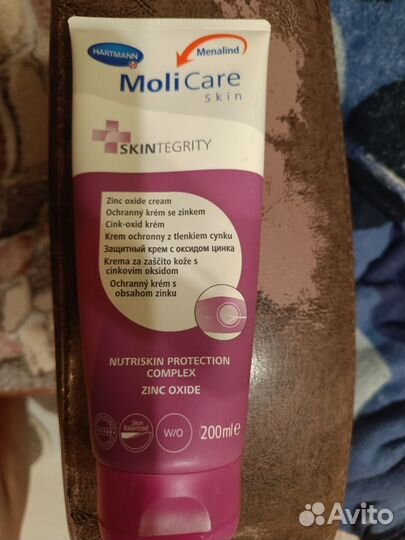 HARTMANN
Menalind
MoliCare
Skin
SKINTEGRITY
Zinc oxide cream
Ochranný krém se zinkem
Cink-oxid krém
Krem ochronny z tlenkiem cynku
Защитный крем с оксидом цинка
Krema za zaščito kože s
cinkovim oksidom
Ochranný krém s
obsahom zinku
NUTRISKIN PROTECTION
COMPLEX
ZINC OXIDE
Skin
Balanced
W/O
200ml e
Avito